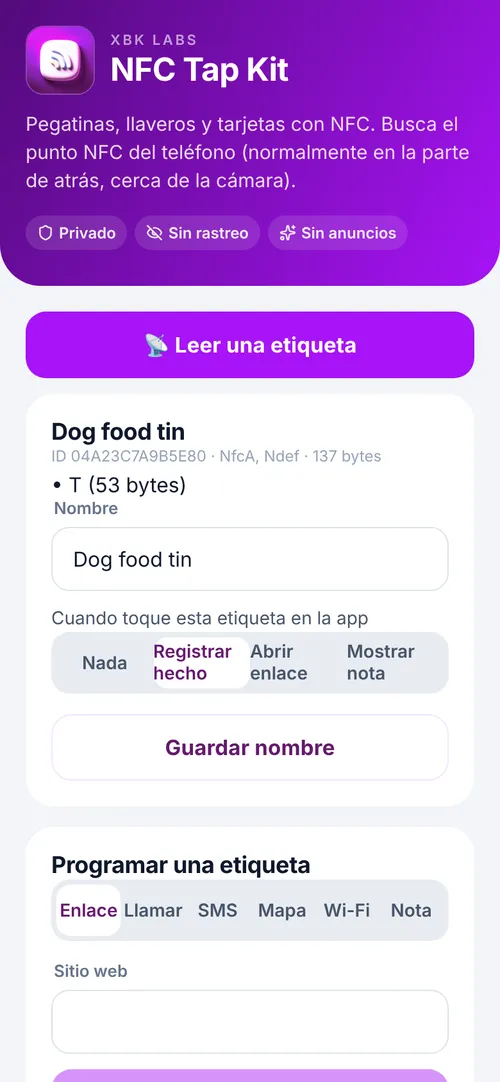 XBK LABS
NFC Tap Kit
Pegatinas, llaveros y tarjetas con NFC. Busca el
punto NFC del teléfono (normalmente en la parte
de atrás, cerca de la cámara).
Privado Sin rastreo Sin anuncios
📡 Leer una etiqueta
Dog food tin
ID 04A23C7A9B5E80 · NfcA, Ndef · 137 bytes
• T (53 bytes)
Nombre
Dog food tin
Cuando toque esta etiqueta en la app
Nada Registrar hecho Abrir enlace Mostrar nota
Guardar nombre
Programar una etiqueta
Enlace Llamar SMS Mapa Wi-Fi Nota
Sitio web